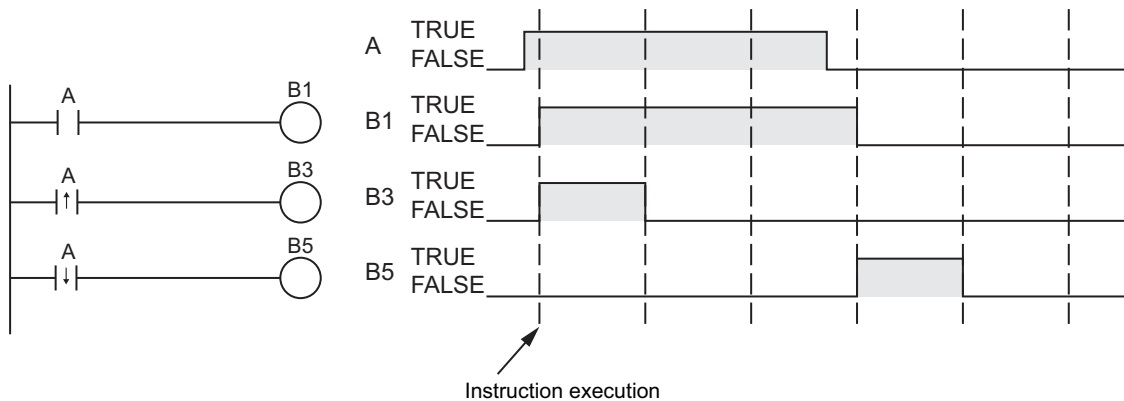 A
B1
A
B3
A
B5
A
TRUE
FALSE
B1
TRUE
FALSE
B3
TRUE
FALSE
B5
TRUE
FALSE
Instruction execution